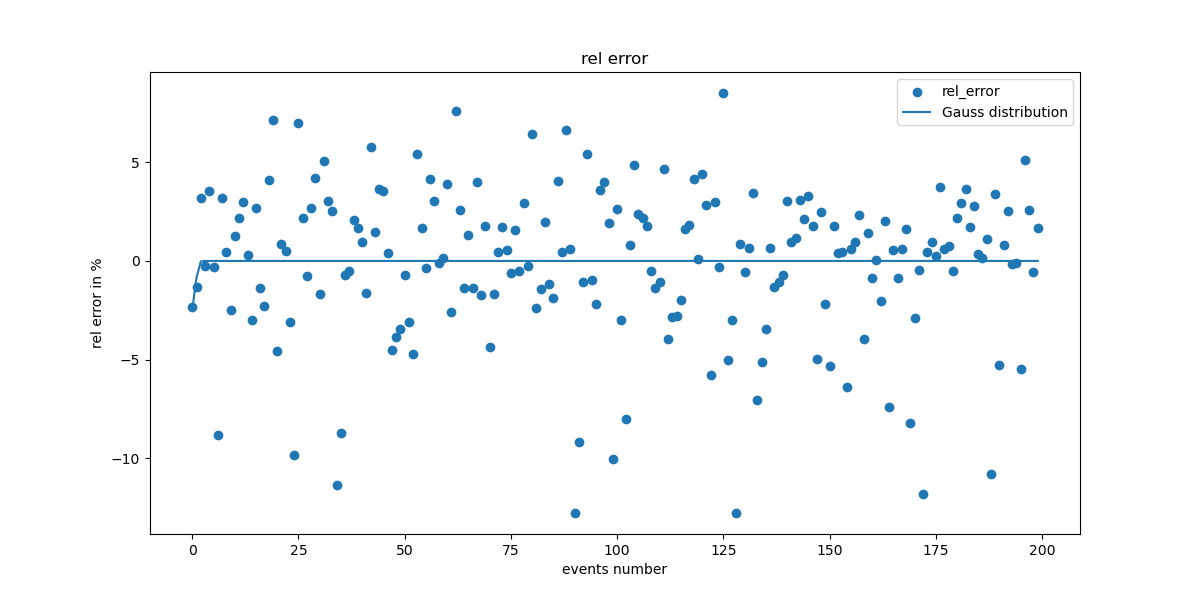 rel error
rel_error
Gauss distribution
rel error in %
5
0
−5
−10
0 25 50 75 100 125 150 175 200
events number